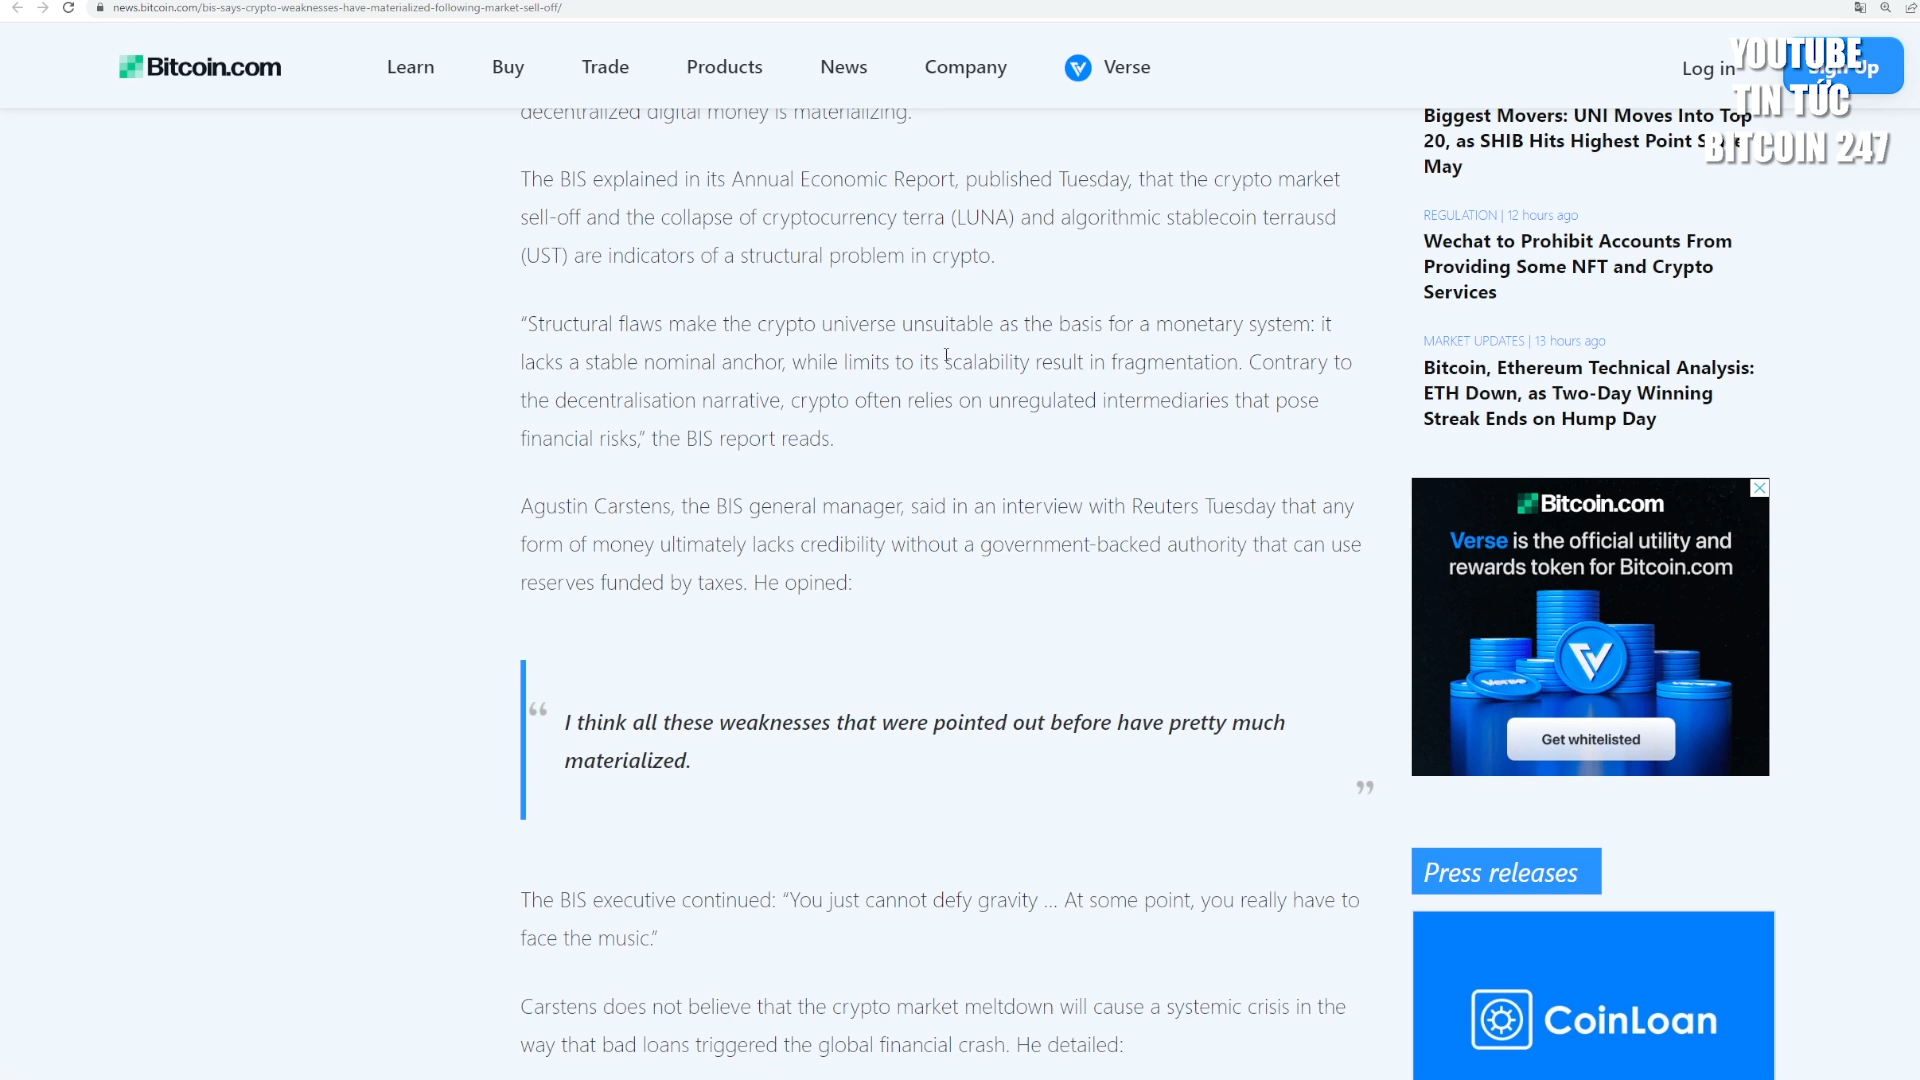 news.bitcoin.com/bis-says-crypto-weaknesses-have-materialized-following-market-sell-off/
Bitcoin.com
Learn
Buy
Trade
Products
News
Company
Verse
Log in
Sign Up
YOUTUBE
TIN TỨC
BITCOIN 247
decentralized digital money is materializing.
The BIS explained in its Annual Economic Report, published Tuesday, that the crypto market
sell-off and the collapse of cryptocurrency terra (LUNA) and algorithmic stablecoin terrausd
(UST) are indicators of a structural problem in crypto.
“Structural flaws make the crypto universe unsuitable as the basis for a monetary system: it
lacks a stable nominal anchor, while limits to its scalability result in fragmentation. Contrary to
the decentralisation narrative, crypto often relies on unregulated intermediaries that pose
financial risks,” the BIS report reads.
Agustin Carstens, the BIS general manager, said in an interview with Reuters Tuesday that any
form of money ultimately lacks credibility without a government-backed authority that can use
reserves funded by taxes. He opined:
“ I think all these weaknesses that were pointed out before have pretty much
materialized.
”
The BIS executive continued: “You just cannot defy gravity ... At some point, you really have to
face the music.”
Carstens does not believe that the crypto market meltdown will cause a systemic crisis in the
way that bad loans triggered the global financial crash. He detailed:
Biggest Movers: UNI Moves Into Top
20, as SHIB Hits Highest Point Since
May
REGULATION | 12 hours ago
Wechat to Prohibit Accounts From
Providing Some NFT and Crypto
Services
MARKET UPDATES | 13 hours ago
Bitcoin, Ethereum Technical Analysis:
ETH Down, as Two-Day Winning
Streak Ends on Hump Day
Bitcoin.com
Verse is the official utility and
rewards token for Bitcoin.com
Verse
Get whitelisted
Press releases
CoinLoan